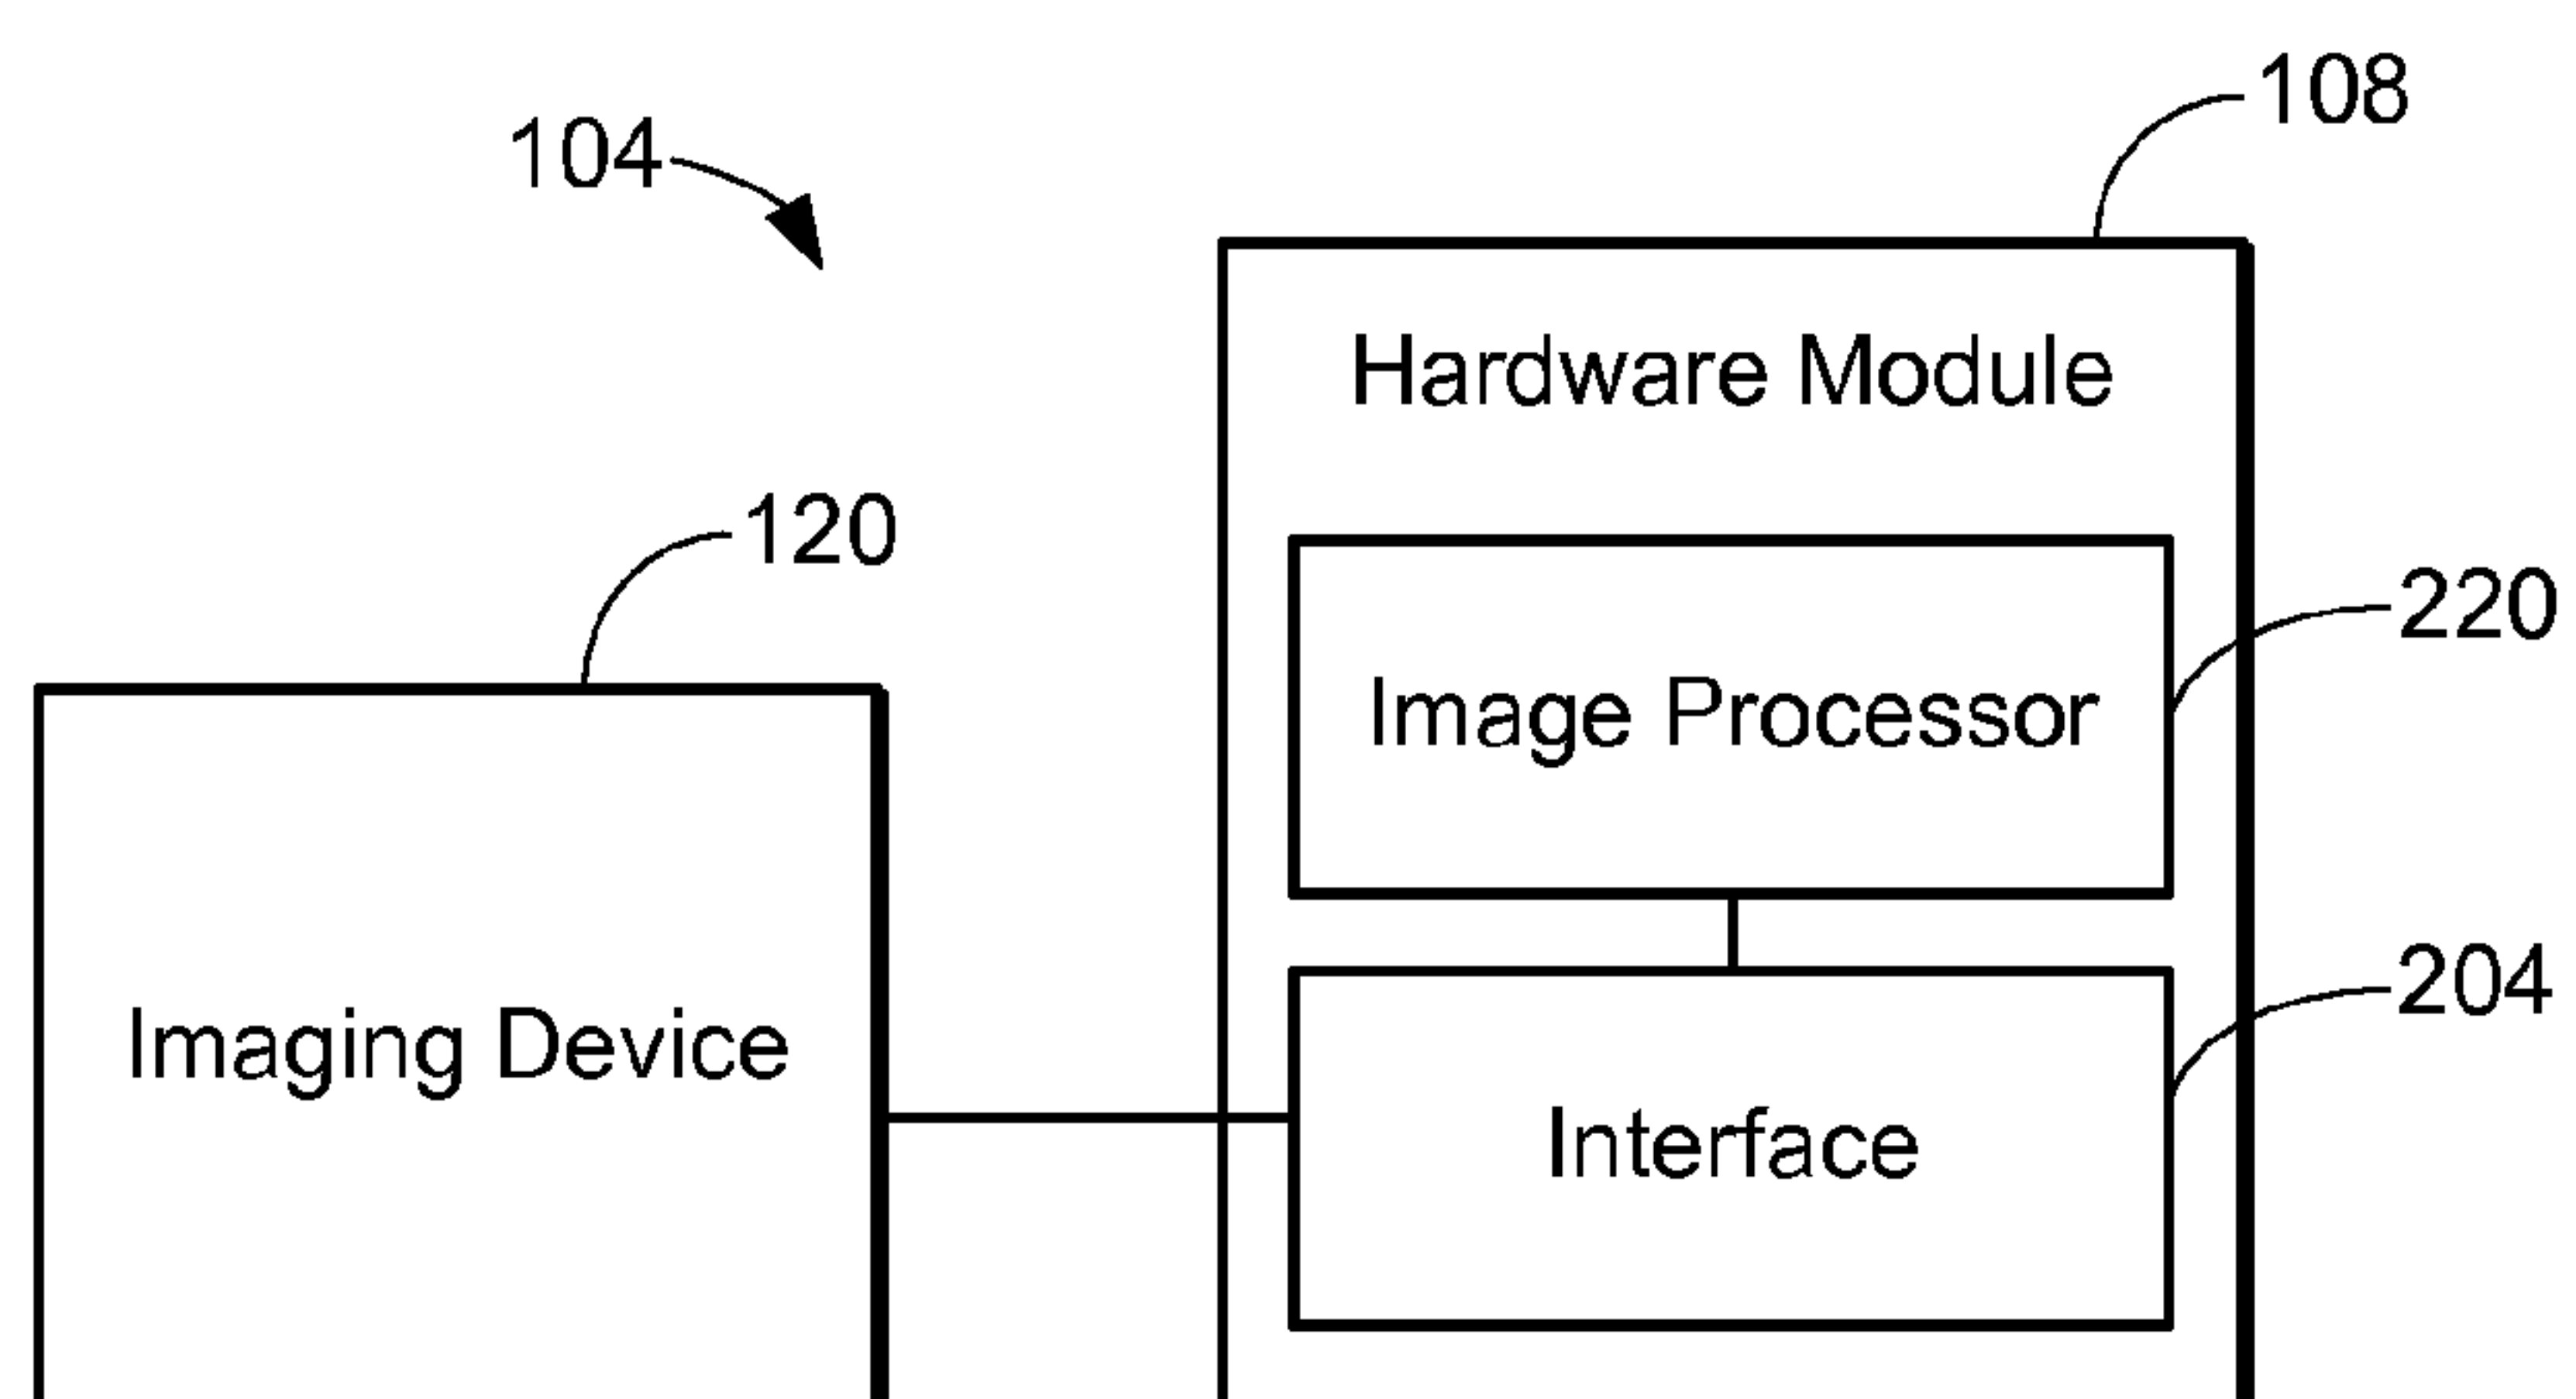 108
104
Hardware Module
120
220
Image Processor
204
Imaging Device
Interface